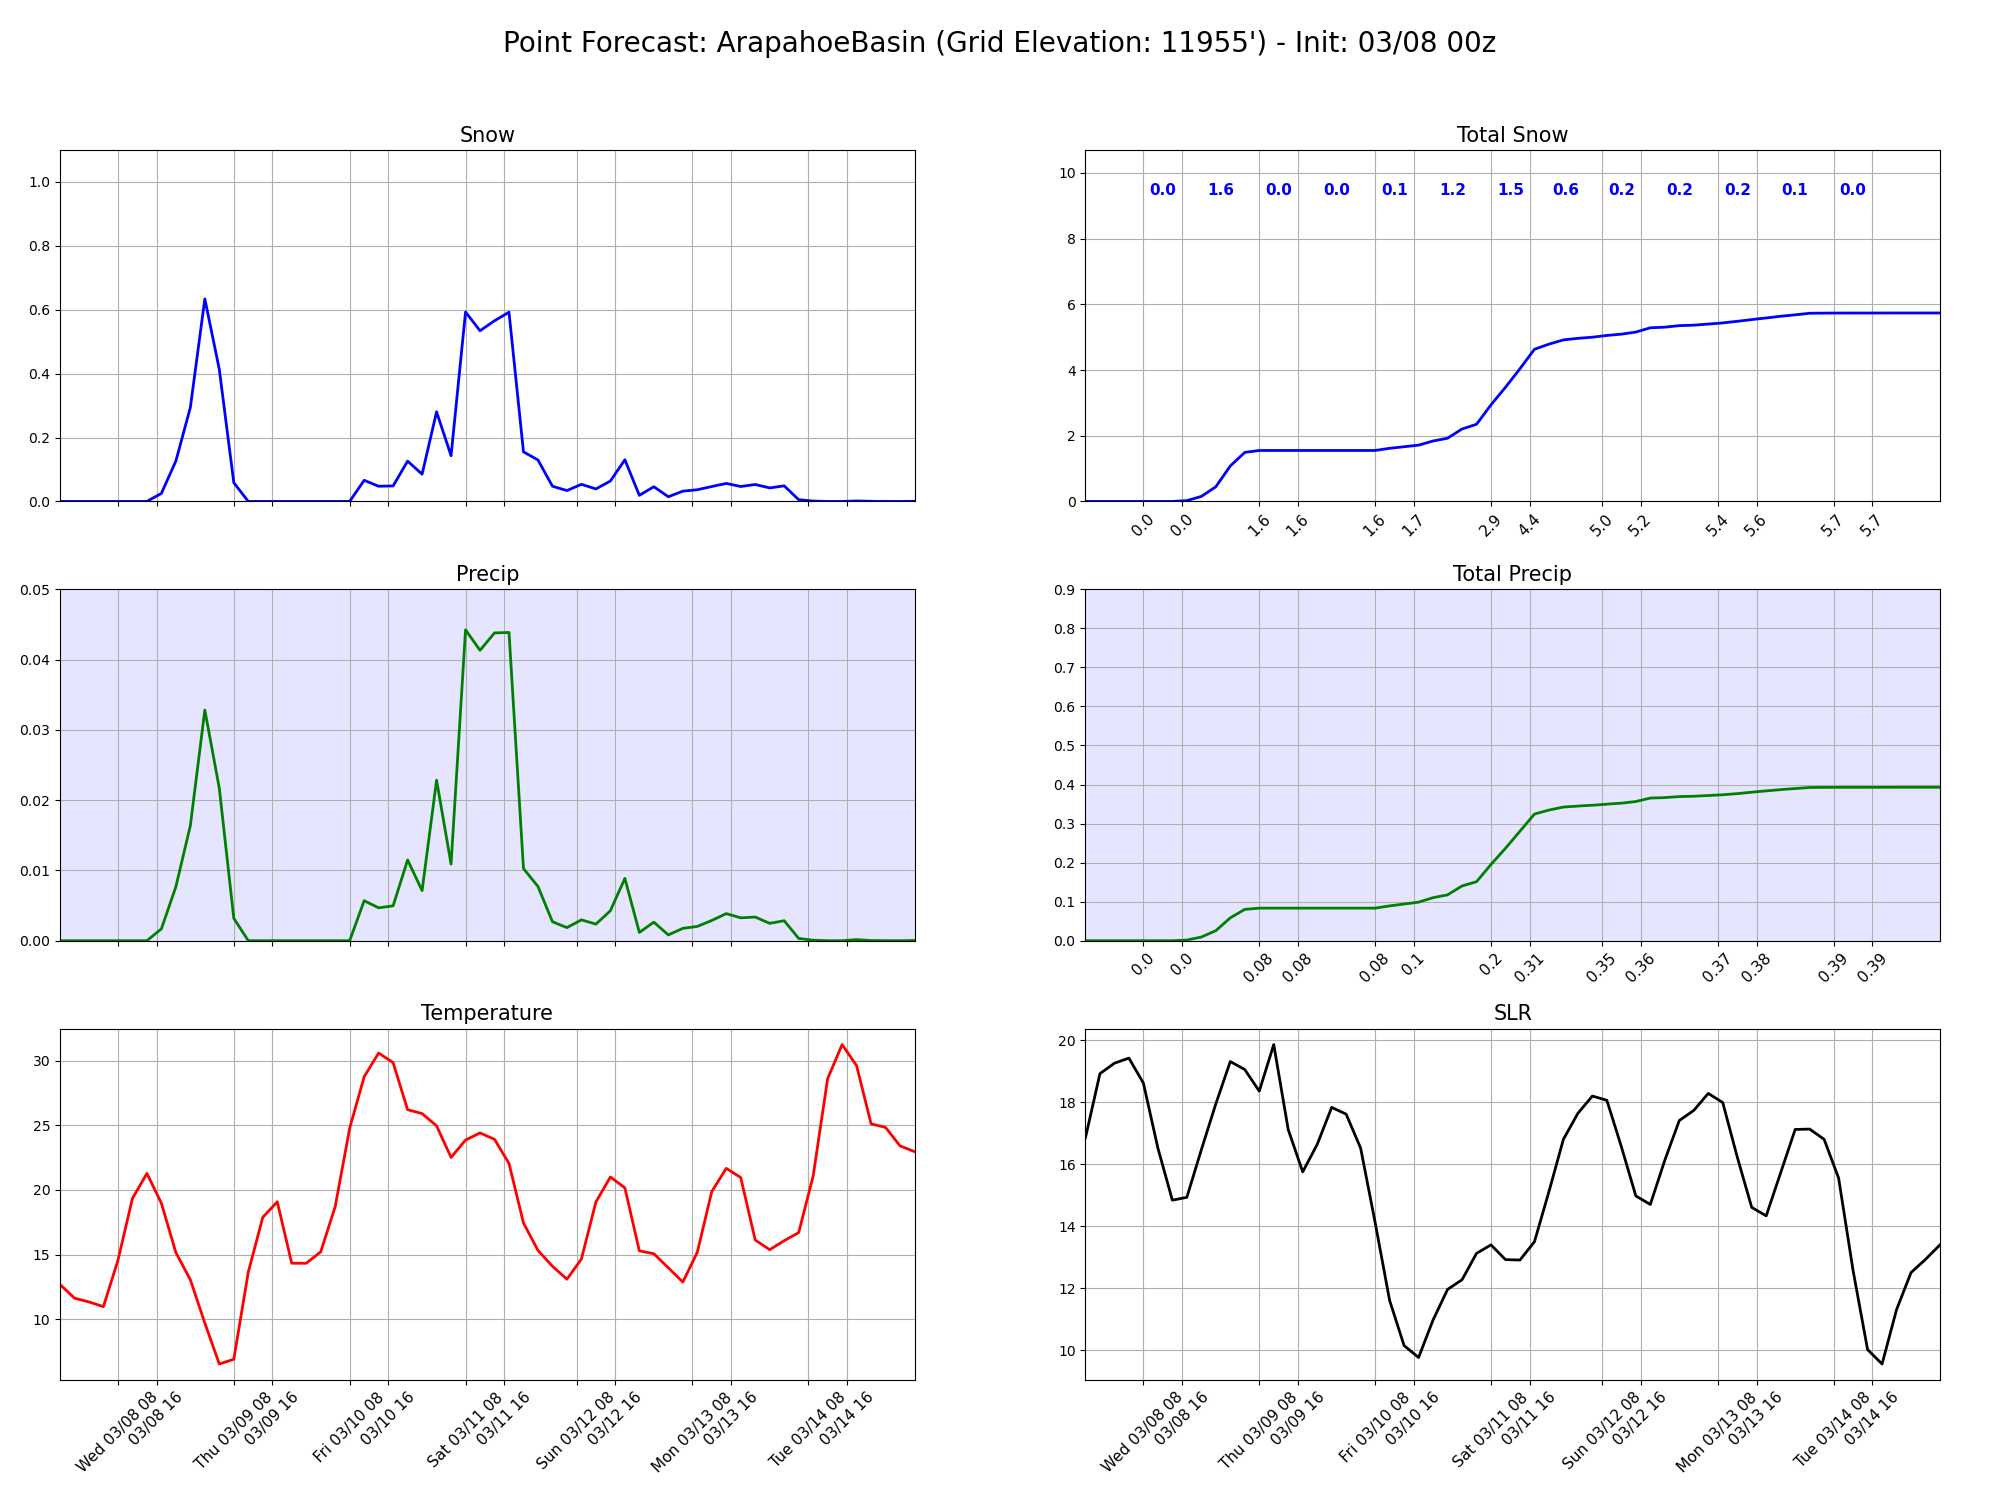 Point Forecast: ArapahoeBasin (Grid Elevation: 11955') - Init: 03/08 00z
Snow
1.0
0.8
0.6
0.4
0.2
0.0
Total Snow
10
8
6
4
2
0
0.0 1.6 0.0 0.0 0.1 1.2 1.5 0.6 0.2 0.2 0.2 0.1 0.0
0.0 0.0 1.6 1.6 1.6 1.7 2.9 4.4 5.0 5.2 5.4 5.6 5.7 5.7
Precip
0.05
0.04
0.03
0.02
0.01
0.00
Total Precip
0.9
0.8
0.7
0.6
0.5
0.4
0.3
0.2
0.1
0.0
0.0 0.0 0.08 0.08 0.08 0.1 0.2 0.31 0.35 0.36 0.37 0.38 0.39 0.39
Temperature
30
25
20
15
10
Wed 03/08 08
03/08 16
Thu 03/09 08
03/09 16
Fri 03/10 08
03/10 16
Sat 03/11 08
03/11 16
Sun 03/12 08
03/12 16
Mon 03/13 08
03/13 16
Tue 03/14 08
03/14 16
SLR
20
18
16
14
12
10
Wed 03/08 08
03/08 16
Thu 03/09 08
03/09 16
Fri 03/10 08
03/10 16
Sat 03/11 08
03/11 16
Sun 03/12 08
03/12 16
Mon 03/13 08
03/13 16
Tue 03/14 08
03/14 16